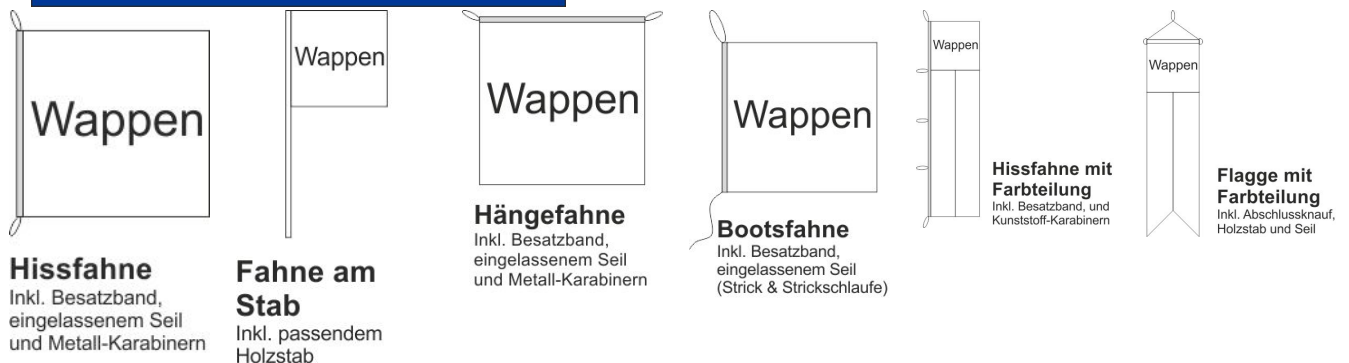 Wappen
Hissfahne
Inkl. Besatzband,
eingelassenem Seil
und Metall-Karabinern
Wappen
Fahne am
Stab
Inkl. passendem
Holzstab
Wappen
Hängefahne
Inkl. Besatzband,
eingelassenem Seil
und Metall-Karabinern
Wappen
Bootsfahne
Inkl. Besatzband,
eingelassenem Seil
(Strick & Strickschlaufe)
Wappen
Hissfahne mit
Farbteilung
Inkl. Besatzband, und
Kunststoff-Karabinern
Wappen
Flagge mit
Farbteilung
Inkl. Abschlussknauf,
Holzstab und Seil